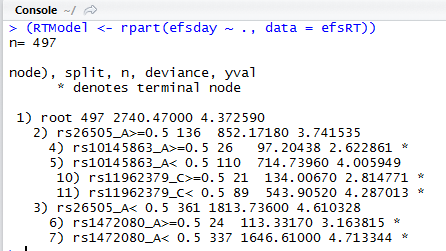 Console ~/
> (RTModel <- rpart(efsday ~ ., data = efsRT))
n= 497
node), split, n, deviance, yval
* denotes terminal node
1) root 497 2740.47000 4.372590
2) rs26505_A>=0.5 136 852.17180 3.741535
4) rs10145863_A>=0.5 26 97.20438 2.622861 *
5) rs10145863_A< 0.5 110 714.73960 4.005949
10) rs11962379_C>=0.5 21 134.00670 2.814771 *
11) rs11962379_C< 0.5 89 543.90520 4.287013 *
3) rs26505_A< 0.5 361 1813.73600 4.610328
6) rs1472080_A>=0.5 24 113.33170 3.163815 *
7) rs1472080_A< 0.5 337 1646.61000 4.713344 *